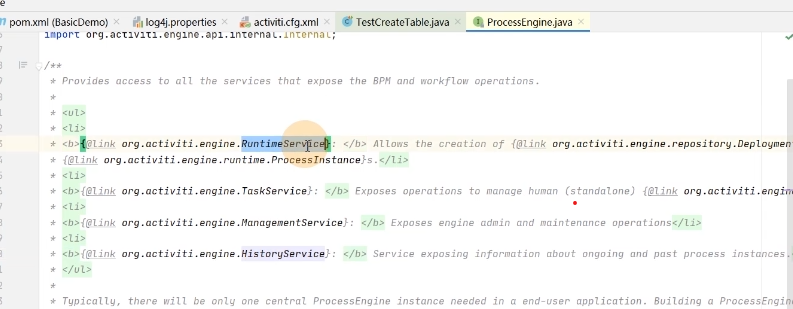 pom.xml (BasicDemo) × log4j.properties × activiti.cfg.xml × TestCreateTable.java × ProcessEngine.java ×
import org.activiti.engine.api.internal.Internal;
/**
* Provides access to all the services that expose the BPM and workflow operations.
*
* <ul>
* <li>
* <b>{@link org.activiti.engine.RuntimeService}: </b> Allows the creation of {@link org.activiti.engine.repository.Deployment
* {@link org.activiti.engine.runtime.ProcessInstance}s.</li>
* <li>
* <b>{@link org.activiti.engine.TaskService}: </b> Exposes operations to manage human (standalone) {@link org.activiti.engine
* <li>
* <b>{@link org.activiti.engine.ManagementService}: </b> Exposes engine admin and maintenance operations</li>
* <li>
* <b>{@link org.activiti.engine.HistoryService}: </b> Service exposing information about ongoing and past process instances.
* </ul>
*
* Typically, there will be only one central ProcessEngine instance needed in a end-user application. Building a ProcessEngine